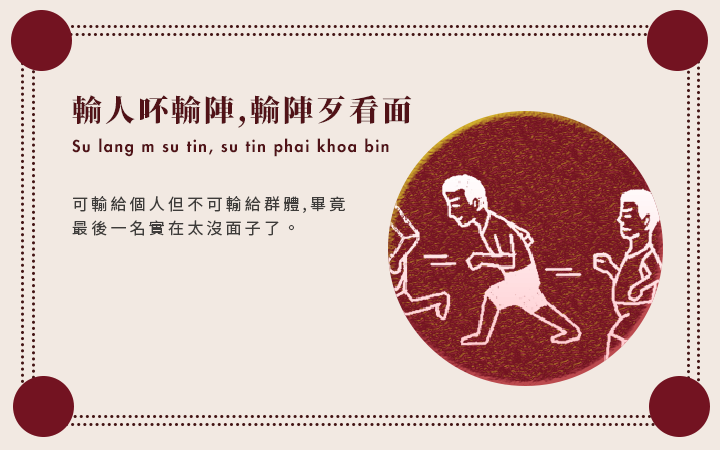 輸人呸輸陣,輸陣歹看面
Su lang m su tin, su tin phai khoa bin
可輸給個人但不可輸給群體,畢竟
最後一名實在太沒面子了。